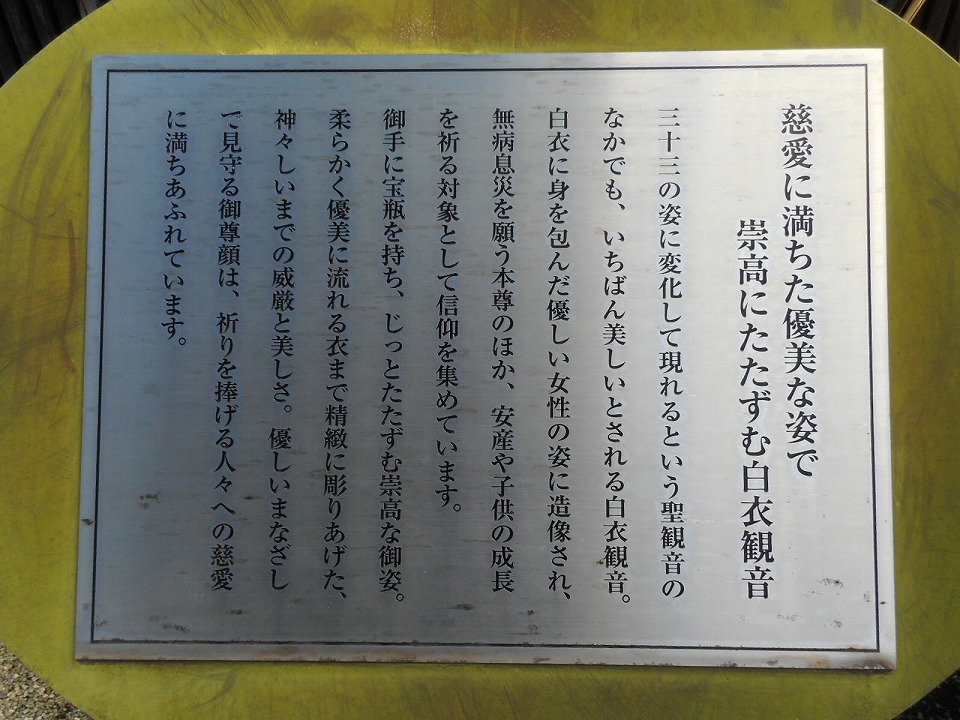 慈愛に満ちた優美な姿で
崇高にたたずむ白衣観音
三十三の姿に変化して現れるという聖観音の
なかでも、いちばん美しいとされる白衣観音。
白衣に身を包んだ優しい女性の姿に造像され、
無病息災を願う本尊のほか、安産や子供の成長
を祈る対象として信仰を集めています。
御手に宝瓶を持ち、じっとたたずむ崇高な御姿。
柔らかく優美に流れる衣まで精緻に彫りあげた、
神々しいまでの威厳と美しさ。優しいまなざし
で見守る御尊顔は、祈りを捧げる人々への慈愛
に満ちあふれています。